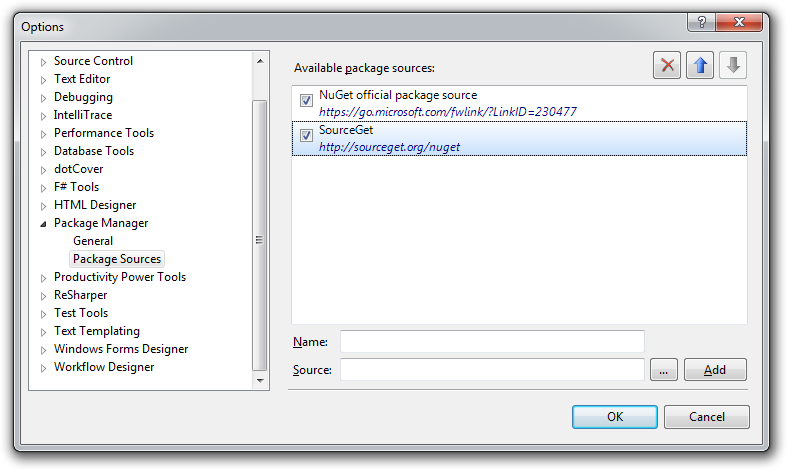 Options
Source Control
Text Editor
Debugging
IntelliTrace
Performance Tools
Database Tools
dotCover
F# Tools
HTML Designer
Package Manager
General
Package Sources
Productivity Power Tools
ReSharper
Test Tools
Text Templating
Windows Forms Designer
Workflow Designer
Available package sources:
NuGet official package source
https://go.microsoft.com/fwlink/?LinkID=230477
SourceGet
http://sourceget.org/nuget
Name:
Source:
... Add
OK Cancel